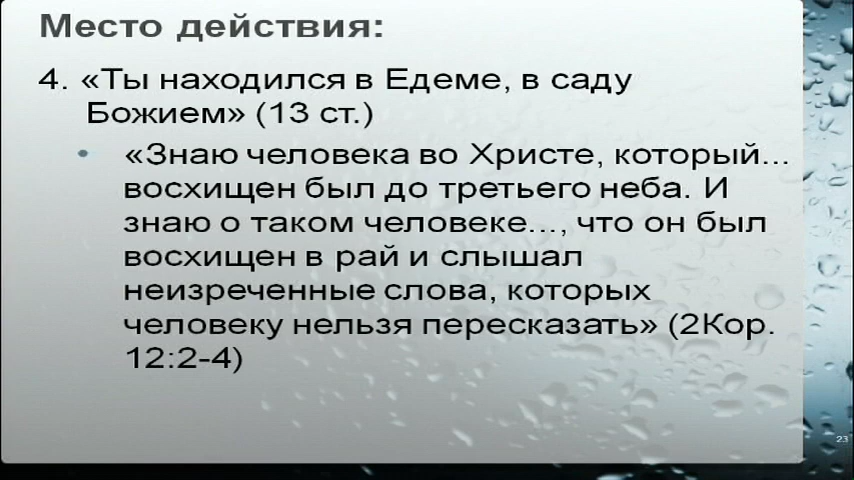 Место действия:
4. «Ты находился в Едеме, в саду
Божием» (13 ст.)
• «Знаю человека во Христе, который...
восхищен был до третьего неба. И
знаю о таком человеке..., что он был
восхищен в рай и слышал
неизреченные слова, которых
человеку нельзя пересказать» (2Кор.
12:2-4)
23